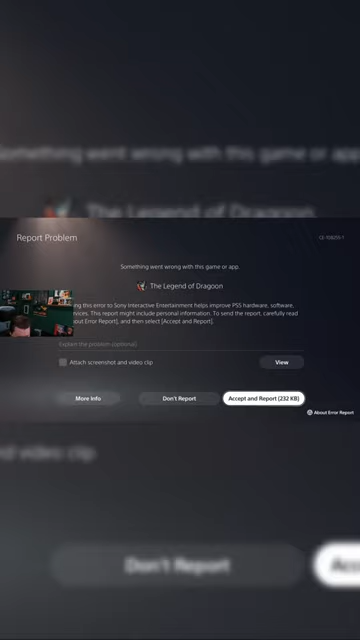 Something went wrong with this game or app
The Legend of Dragoon
Report Problem
CE-108255-1
Something went wrong with this game or app.
The Legend of Dragoon
ing this error to Sony Interactive Entertainment helps improve PS5 hardware, software,
vices. This report might include personal information. To send the report, carefully read
out Error Report], and then select [Accept and Report].
Explain the problem (optional)
Attach screenshot and video clip
View
More Info
Don't Report
Accept and Report (232 KB)
About Error Report
nd video clip
Don't Report
Acc